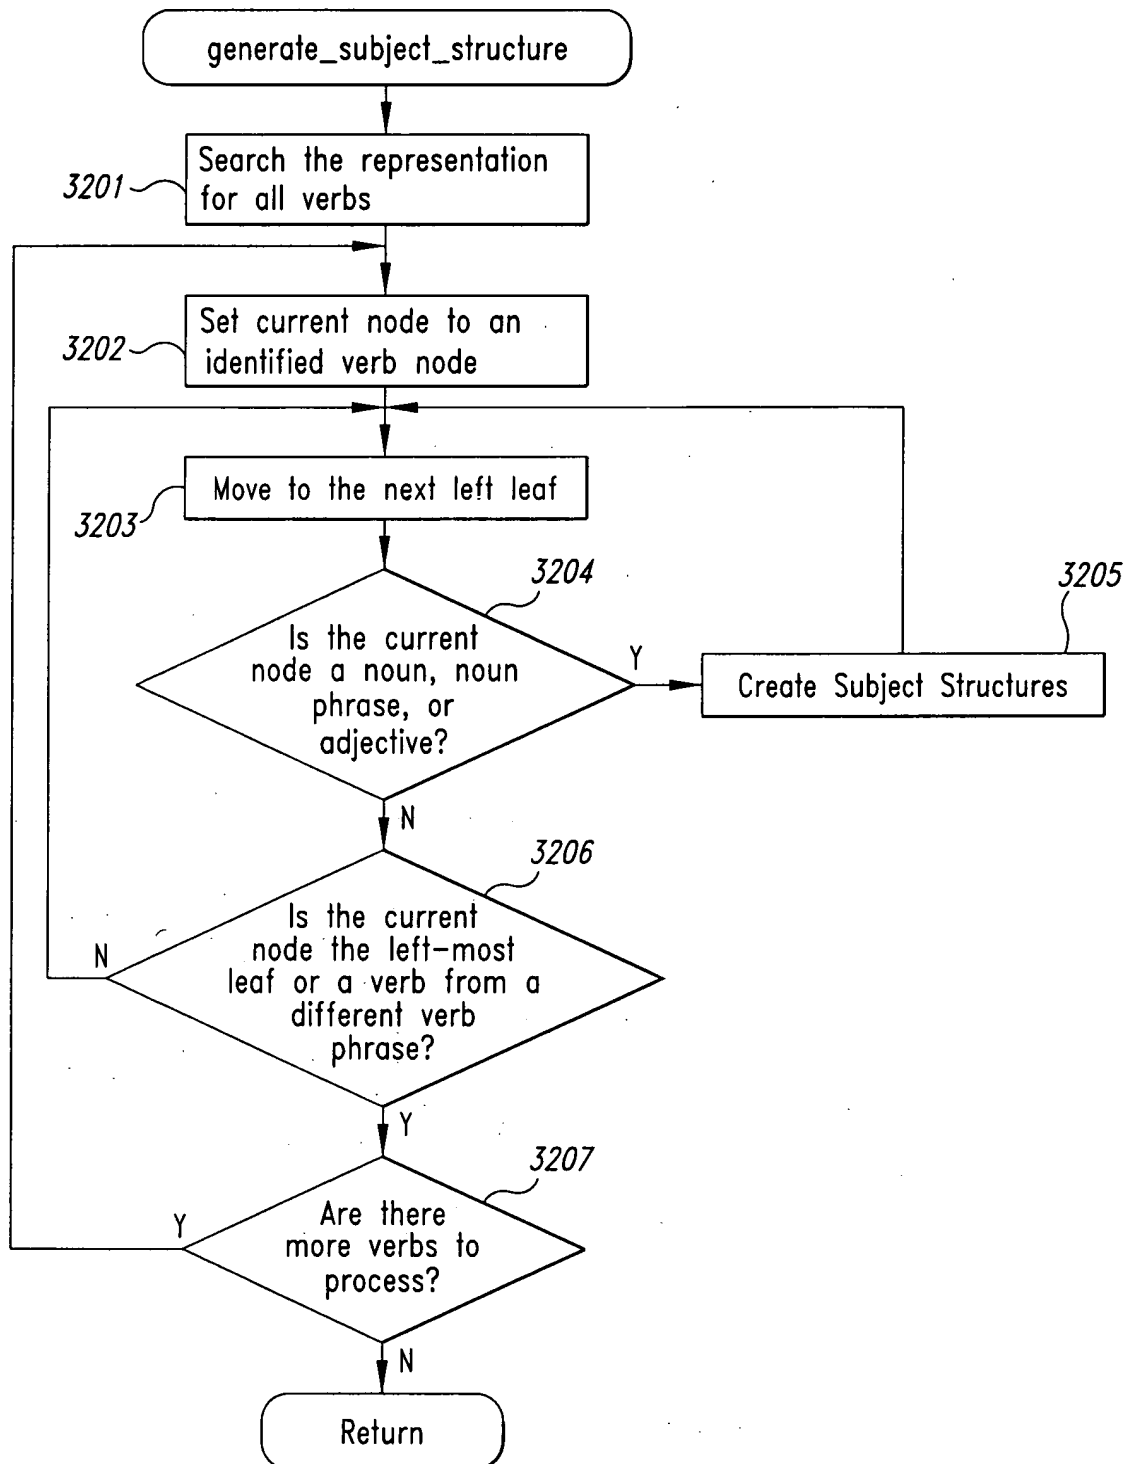 generate_subject_structure
Search the representation
for all verbs
3201
Set current node to an
identified verb node
3202
Move to the next left leaf
3203
3204
Is the current
node a noun, noun
phrase, or
adjective?
Y
3205
Create Subject Structures
N
3206
Is the current
node the left-most
leaf or a verb from a
different verb
phrase?
N
Y
3207
Are there
more verbs to
process?
Y
N
Return